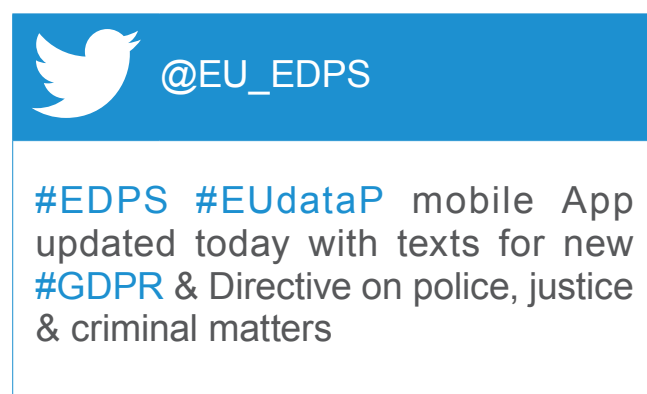 @EU_EDPS
#EDPS #EUdataP mobile App
updated today with texts for new
#GDPR & Directive on police, justice
& criminal matters